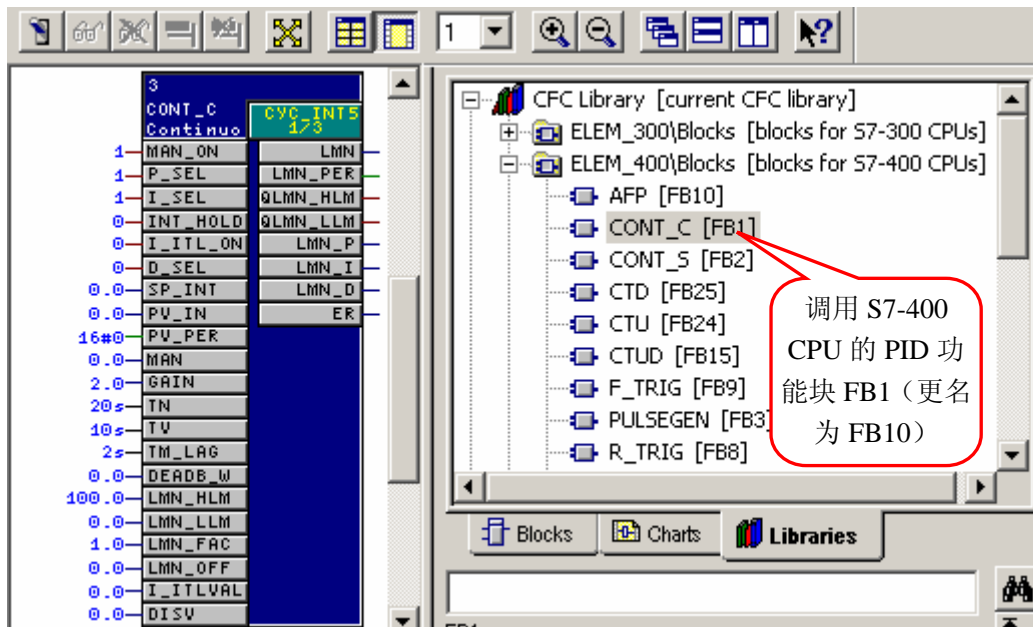 1
3
CONT_C
Continuo
CYC_INT5
1/3
1 MAN_ON LMN
1 P_SEL LMN_PER
1 I_SEL QLMN_HLM
0 INT_HOLD QLMN_LLM
0 I_ITL_ON LMN_P
0 D_SEL LMN_I
0.0 SP_INT LMN_D
0.0 PV_IN ER
16#0 PV_PER
0.0 MAN
2.0 GAIN
20s TN
10s TV
2s TM_LAG
0.0 DEADB_W
100.0 LMN_HLM
0.0 LMN_LLM
1.0 LMN_FAC
0.0 LMN_OFF
0.0 I_ITLVAL
0.0 DISV
CFC Library [current CFC library]
ELEM_300\Blocks [blocks for S7-300 CPUs]
ELEM_400\Blocks [blocks for S7-400 CPUs]
AFP [FB10]
CONT_C [FB1]
CONT_S [FB2]
CTD [FB25]
CTU [FB24]
CTUD [FB15]
F_TRIG [FB9]
PULSEGEN [FB3]
R_TRIG [FB8]
调用 S7-400
CPU 的 PID 功
能块 FB1（更名
为 FB10）
Blocks Charts Libraries